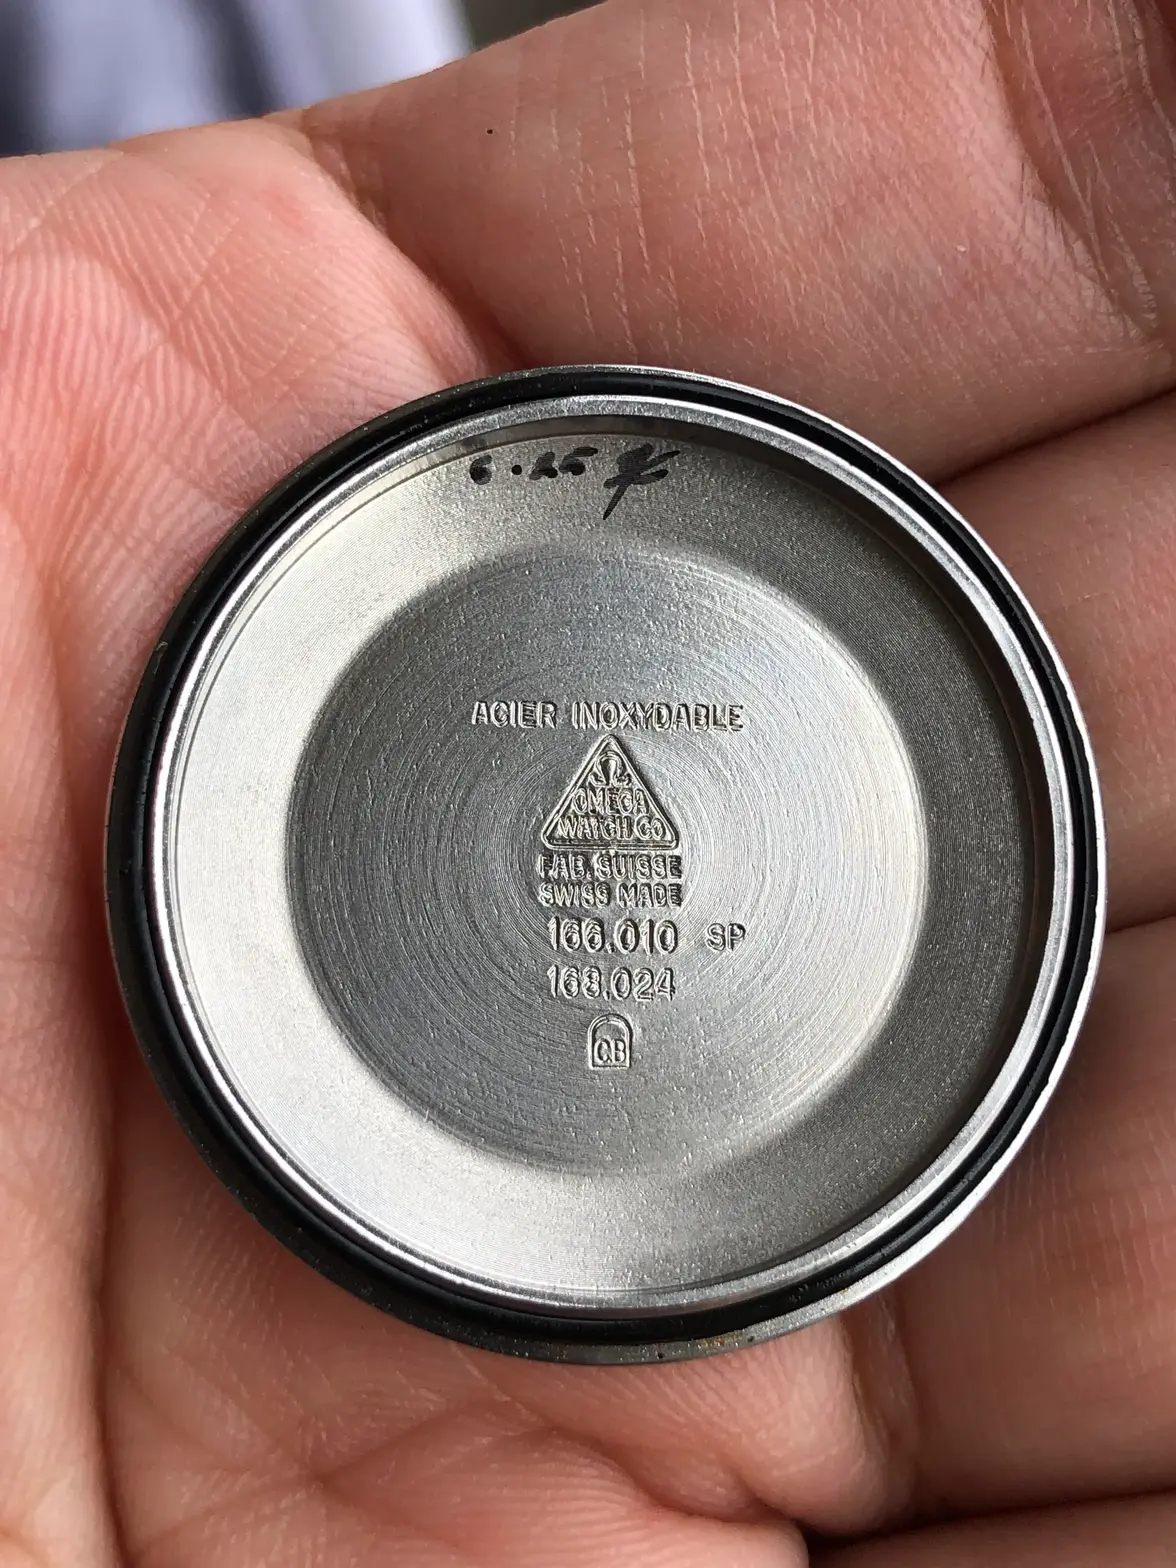 6.25
ACIER INOXYDABLE
OMEGA
WATCH Co
FAB. SUISSE
SWISS MADE
166.010 SP
168.024
CB